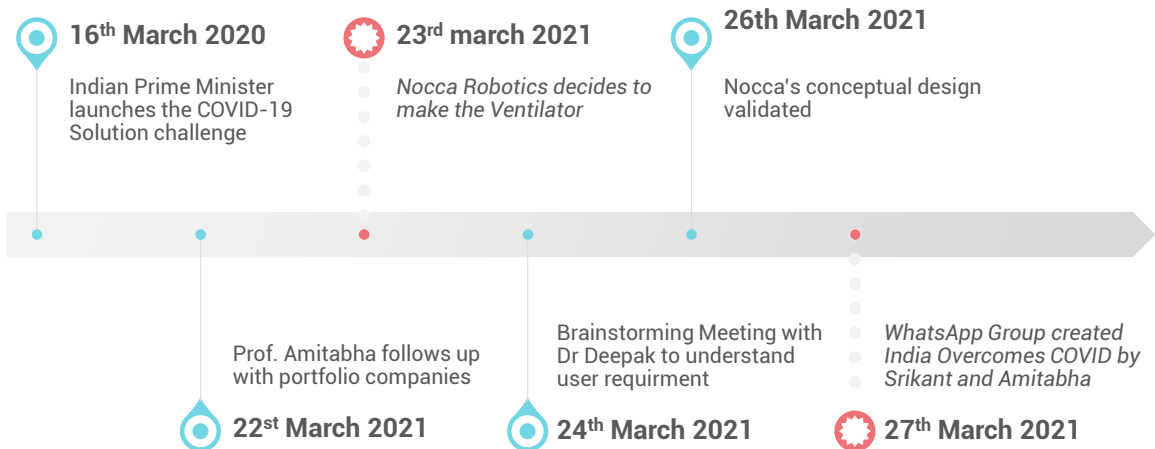 16th March 2020
Indian Prime Minister
launches the COVID-19
Solution challenge
22st March 2021
Prof. Amitabha follows up
with portfolio companies
23rd march 2021
Nocca Robotics decides to
make the Ventilator
24th March 2021
Brainstorming Meeting with
Dr Deepak to understand
user requirment
26th March 2021
Nocca's conceptual design
validated
27th March 2021
WhatsApp Group created
India Overcomes COVID by
Srikant and Amitabha